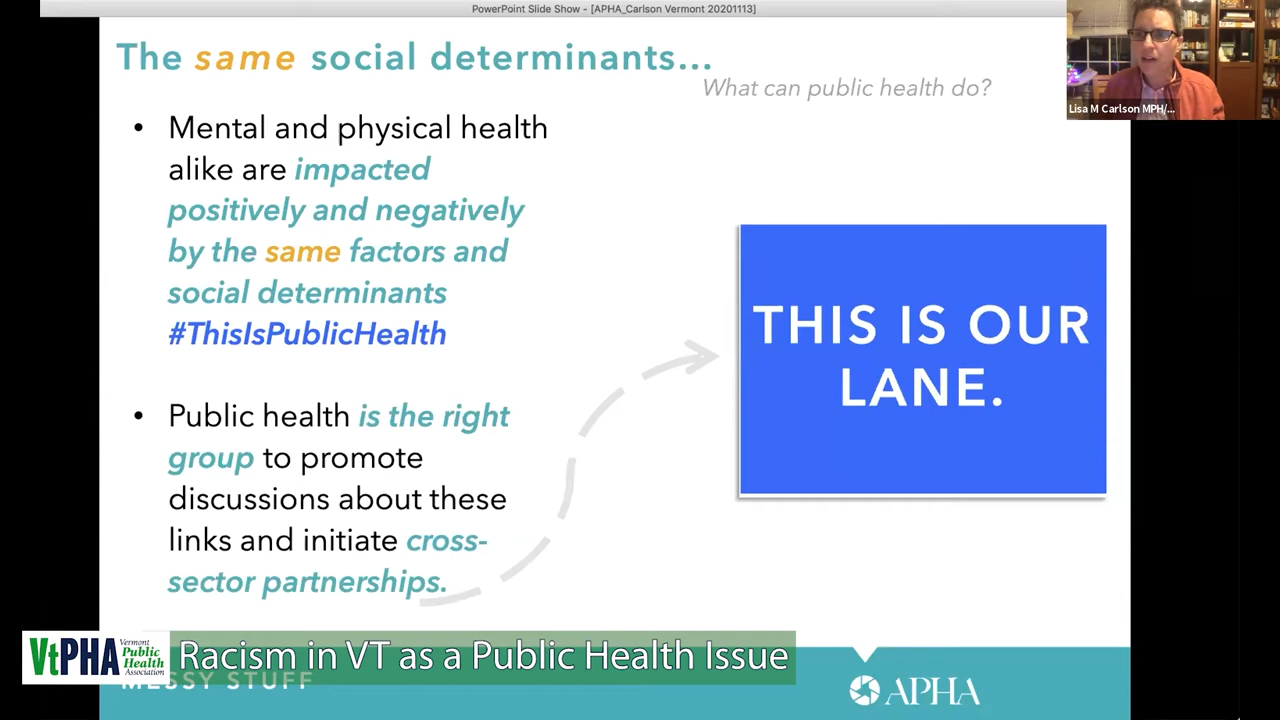 PowerPoint Slide Show - [APHA_Carlson Vermont 20201113]
The same social determinants...
What can public health do?
Lisa M Carlson MPH/...
• Mental and physical health
alike are impacted
positively and negatively
by the same factors and
social determinants
#ThisIsPublicHealth
• Public health is the right
group to promote
discussions about these
links and initiate cross-
sector partnerships.
THIS IS OUR
LANE.
VtPHA Vermont
Public
Health
Association
Racism in VT as a Public Health Issue
MESSY STUFF
APHA